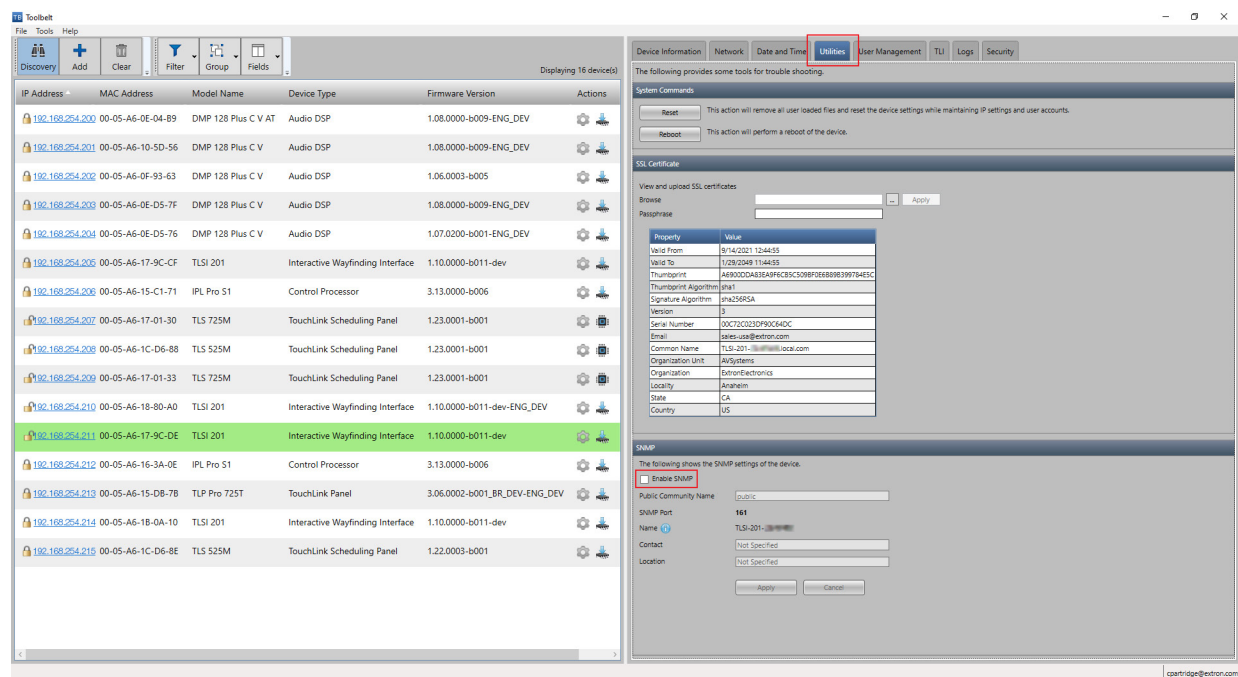 TB Toolbelt
File Tools Help
Discovery Add Clear Filter Group Fields
Displaying 16 device(s)
IP Address MAC Address Model Name Device Type Firmware Version Actions
192.168.254.200 00-05-A6-0E-04-B9 DMP 128 Plus C V AT Audio DSP 1.08.0000-b009-ENG_DEV
192.168.254.201 00-05-A6-10-5D-56 DMP 128 Plus C V Audio DSP 1.08.0000-b009-ENG_DEV
192.168.254.202 00-05-A6-0F-93-63 DMP 128 Plus C V Audio DSP 1.06.0003-b005
192.168.254.203 00-05-A6-0E-D5-7F DMP 128 Plus C V Audio DSP 1.08.0000-b009-ENG_DEV
192.168.254.204 00-05-A6-0E-D5-76 DMP 128 Plus C V Audio DSP 1.07.0200-b001-ENG_DEV
192.168.254.205 00-05-A6-17-9C-CF TLSI 201 Interactive Wayfinding Interface 1.10.0000-b011-dev
192.168.254.206 00-05-A6-15-C1-71 IPL Pro S1 Control Processor 3.13.0000-b006
192.168.254.207 00-05-A6-17-01-30 TLS 725M TouchLink Scheduling Panel 1.23.0001-b001
192.168.254.208 00-05-A6-1C-D6-88 TLS 525M TouchLink Scheduling Panel 1.23.0001-b001
192.168.254.209 00-05-A6-17-01-33 TLS 725M TouchLink Scheduling Panel 1.23.0001-b001
192.168.254.210 00-05-A6-18-80-A0 TLSI 201 Interactive Wayfinding Interface 1.10.0000-b011-dev-ENG_DEV
192.168.254.211 00-05-A6-17-9C-DE TLSI 201 Interactive Wayfinding Interface 1.10.0000-b011-dev
192.168.254.212 00-05-A6-16-3A-0E IPL Pro S1 Control Processor 3.13.0000-b006
192.168.254.213 00-05-A6-15-DB-7B TLP Pro 725T TouchLink Panel 3.06.0002-b001_BR_DEV-ENG_DEV
192.168.254.214 00-05-A6-1B-0A-10 TLSI 201 Interactive Wayfinding Interface 1.10.0000-b011-dev
192.168.254.215 00-05-A6-1C-D6-8E TLS 525M TouchLink Scheduling Panel 1.22.0003-b001
Device Information Network Date and Time Utilities User Management TLI Logs Security
The following provides some tools for trouble shooting.
System Commands
Reset This action will remove all user loaded files and reset the device settings while maintaining IP settings and user accounts.
Reboot This action will perform a reboot of the device.
SSL Certificate
View and upload SSL certificates
Browse ... Apply
Passphrase
Property Value
Valid From 9/14/2021 12:44:55
Valid To 1/29/2049 11:44:55
Thumbprint A6900DDA83EA9F6CB5C5098F0E6B89B399784E5C
Thumbprint Algorithm sha1
Signature Algorithm sha256RSA
Version 3
Serial Number 00C72C023DF90C64DC
Email sales-usa@extron.com
Common Name TLSI-201- .local.com
Organization Unit AVSystems
Organization ExtronElectronics
Locality Anaheim
State CA
Country US
SNMP
The following shows the SNMP settings of the device.
Enable SNMP
Public Community Name public
SNMP Port 161
Name TLSI-201-
Contact Not Specified
Location Not Specified
Apply Cancel
cpartridge@extron.com